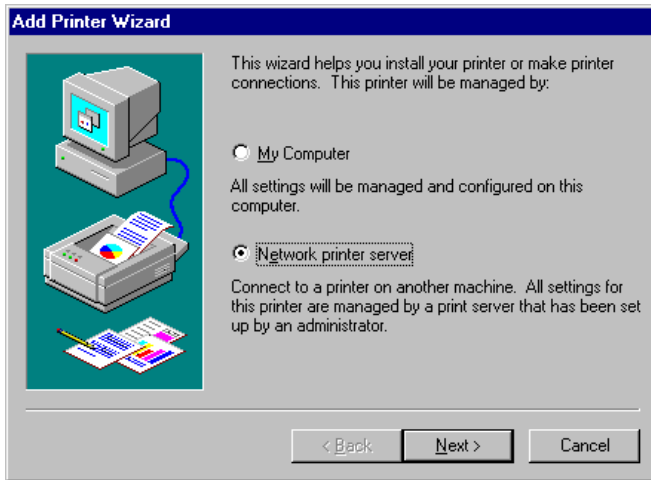 Add Printer Wizard
This wizard helps you install your printer or make printer
connections. This printer will be managed by:
My Computer
All settings will be managed and configured on this
computer.
Network printer server
Connect to a printer on another machine. All settings for
this printer are managed by a print server that has been set
up by an administrator.
< Back
Next >
Cancel